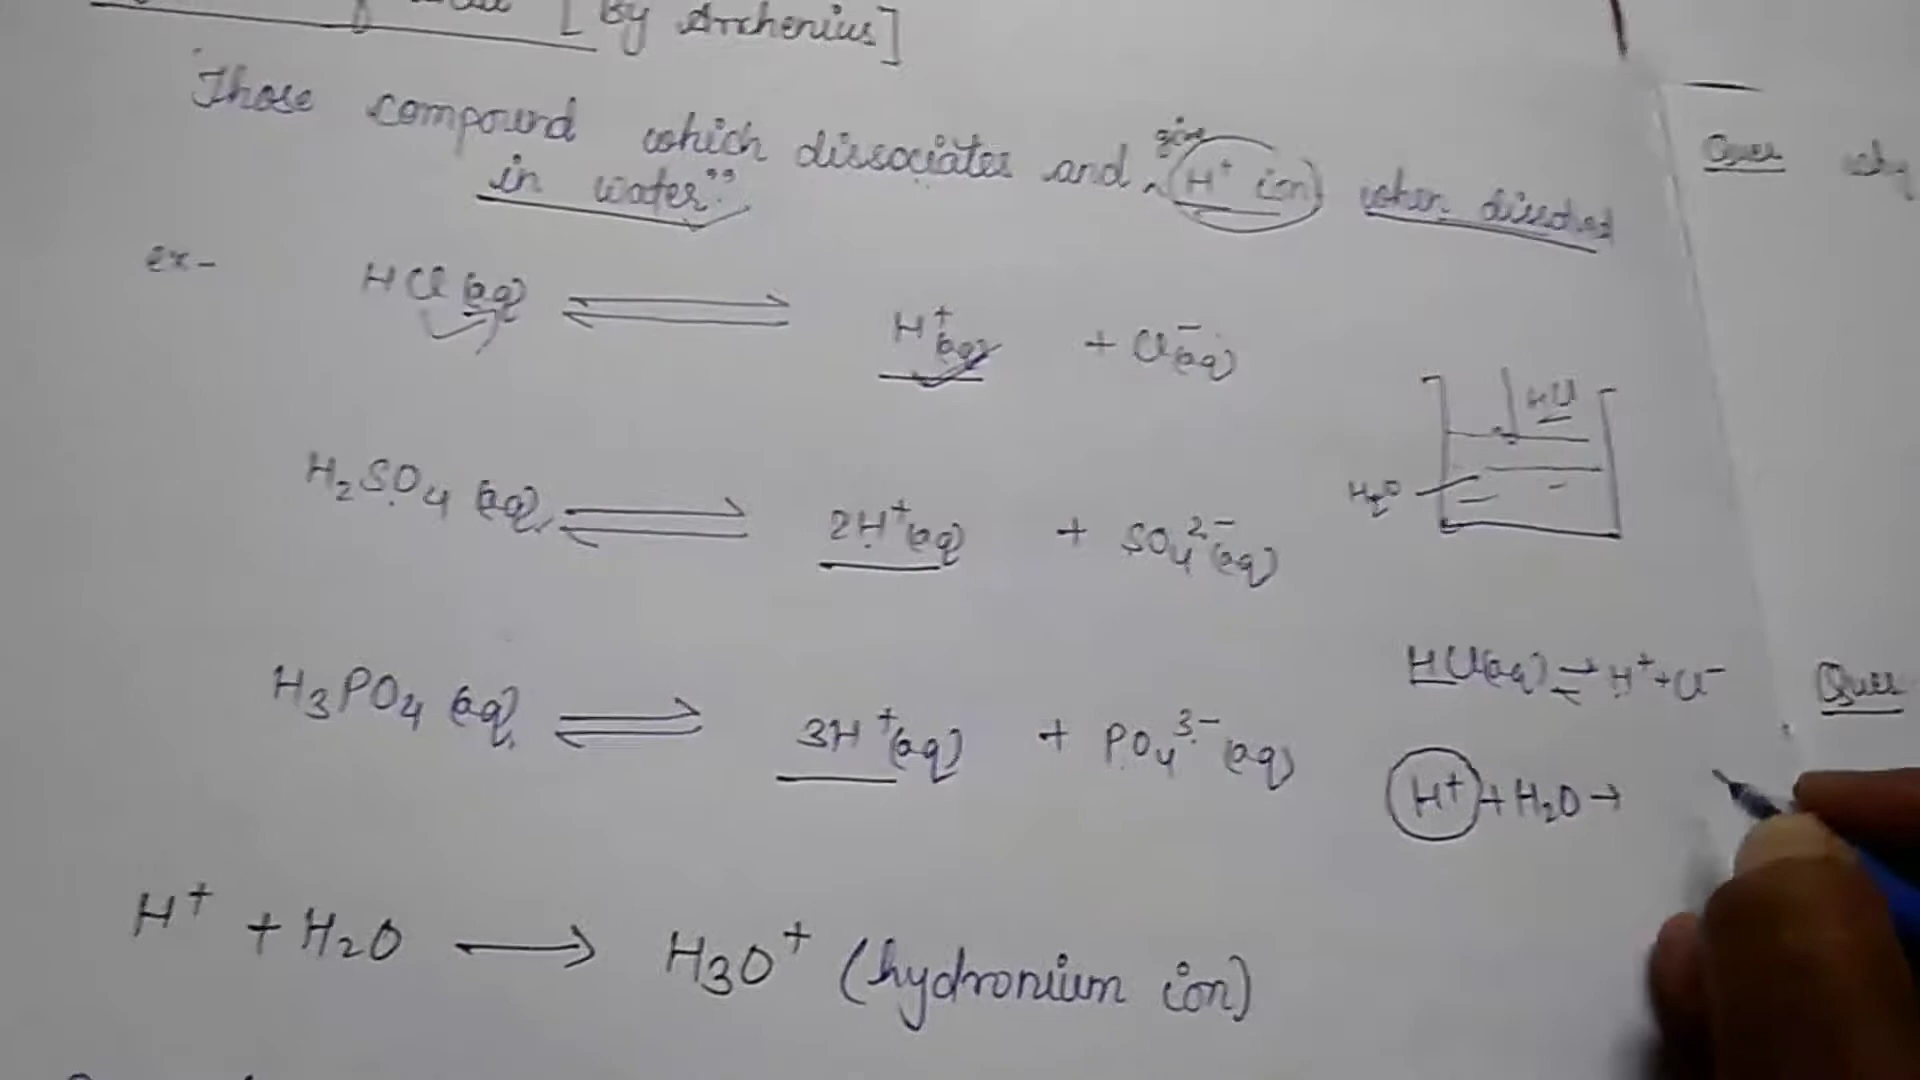 [By Archenius]
Those compound which dissociates and give H⁺ ion when dissolved
in water"
ex-
HCl (aq) ⇌ H⁺(aq) + Cl⁻(aq)
HCl
H₂O
H₂SO₄ (aq) ⇌ 2H⁺(aq) + SO₄²⁻(aq)
HCl(aq) ⇌ H⁺ + Cl⁻
H₃PO₄ (aq) ⇌ 3H⁺(aq) + PO₄³⁻(aq)
H⁺ + H₂O →
H⁺ + H₂O ⟶ H₃O⁺ (hydronium ion)
Ques
Ques